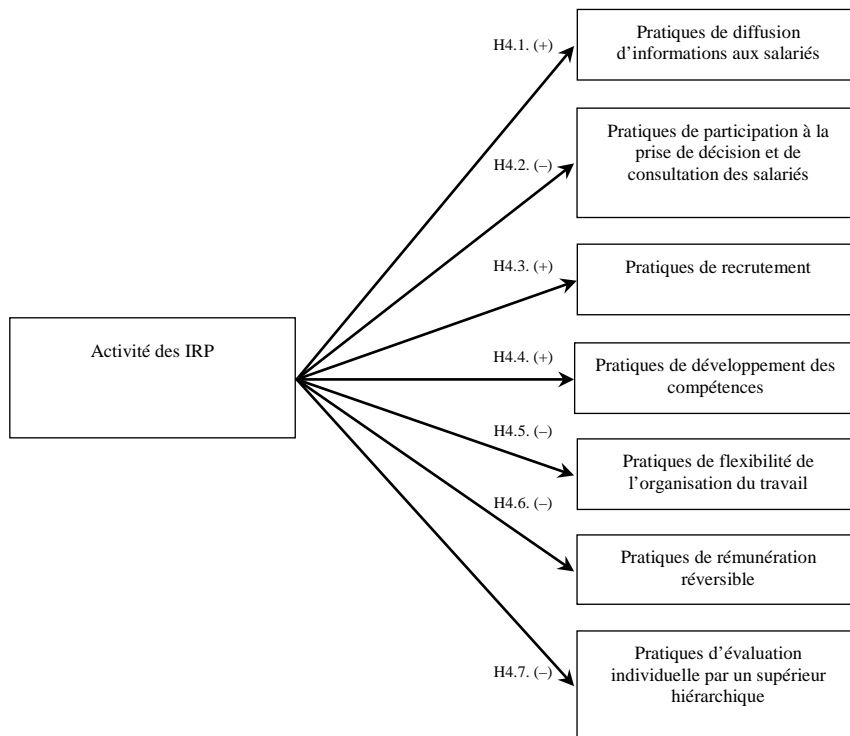 H4.1. (+)
Pratiques de diffusion
d’informations aux salariés
H4.2. (–)
Pratiques de participation à la
prise de décision et de
consultation des salariés
H4.3. (+)
Pratiques de recrutement
Activité des IRP
H4.4. (+)
Pratiques de développement des
compétences
H4.5. (–)
Pratiques de flexibilité de
l’organisation du travail
H4.6. (–)
Pratiques de rémunération
réversible
H4.7. (–)
Pratiques d’évaluation
individuelle par un supérieur
hiérarchique